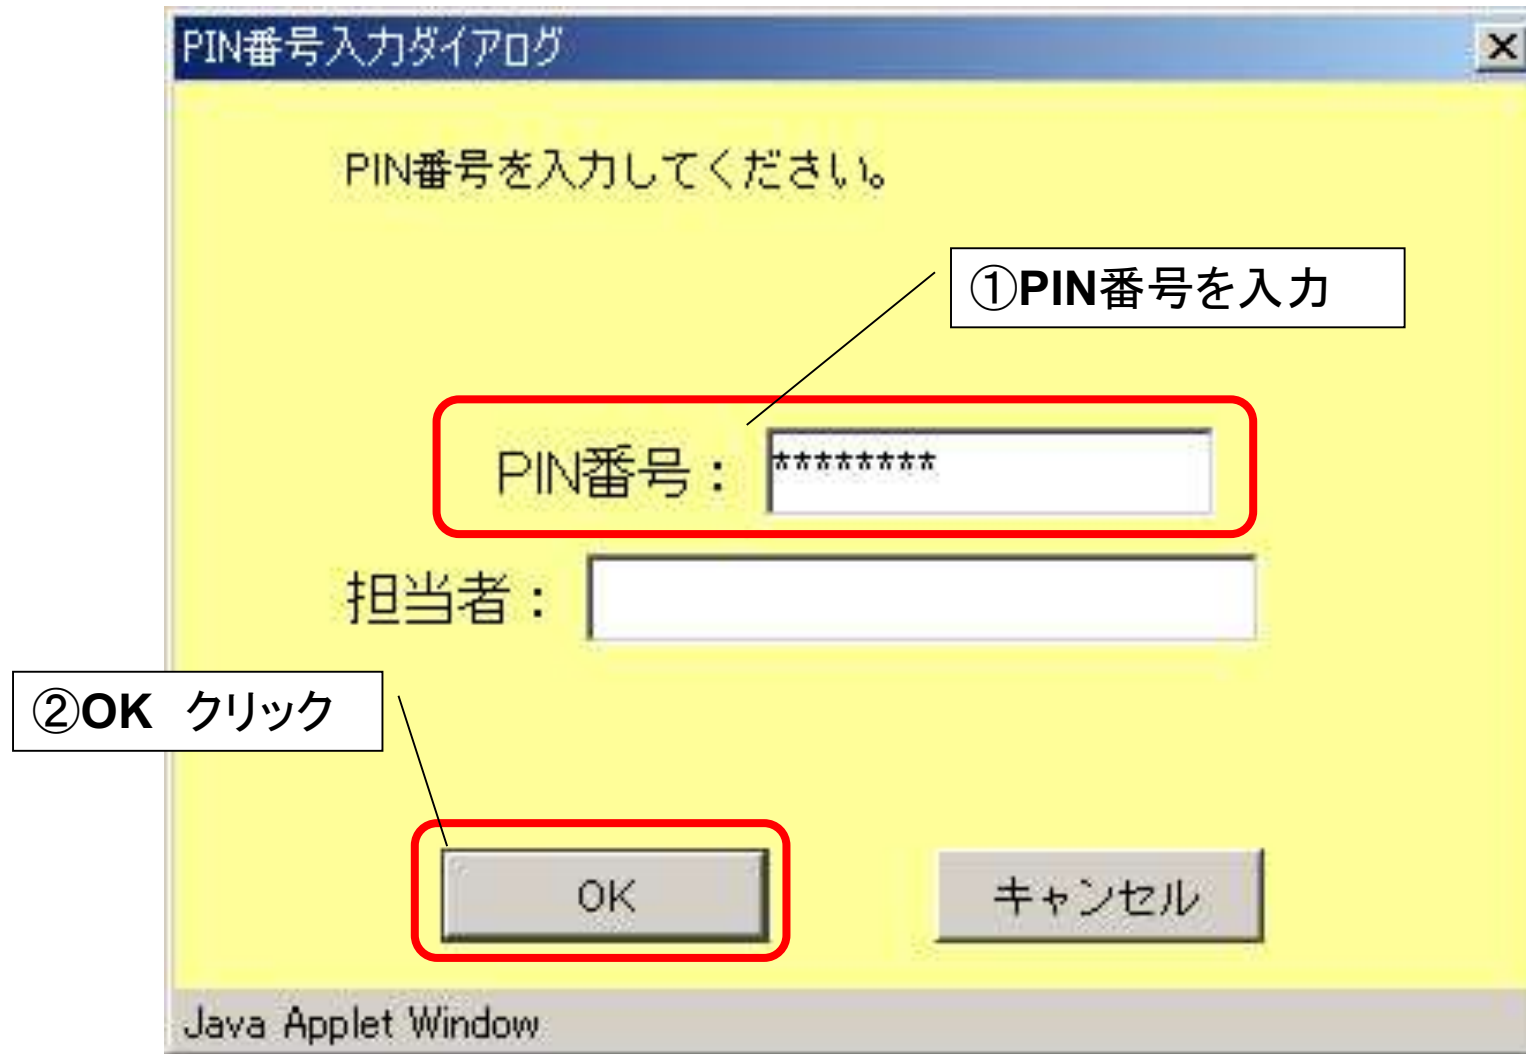 PIN番号入力ダイアログ
PIN番号を入力してください。
①PIN番号を入力
PIN番号： ********
担当者：
②OK　クリック
OK
キャンセル
Java Applet Window